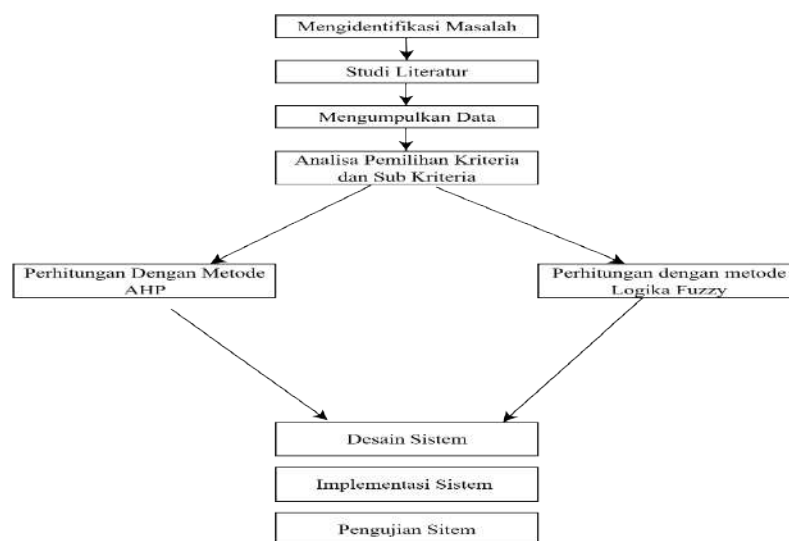 Mengidentifikasi Masalah
Studi Literatur
Mengumpulkan Data
Analisa Pemilihan Kriteria
dan Sub Kriteria
Perhitungan Dengan Metode
AHP
Perhitungan dengan metode
Logika Fuzzy
Desain Sistem
Implementasi Sistem
Pengujian Sitem